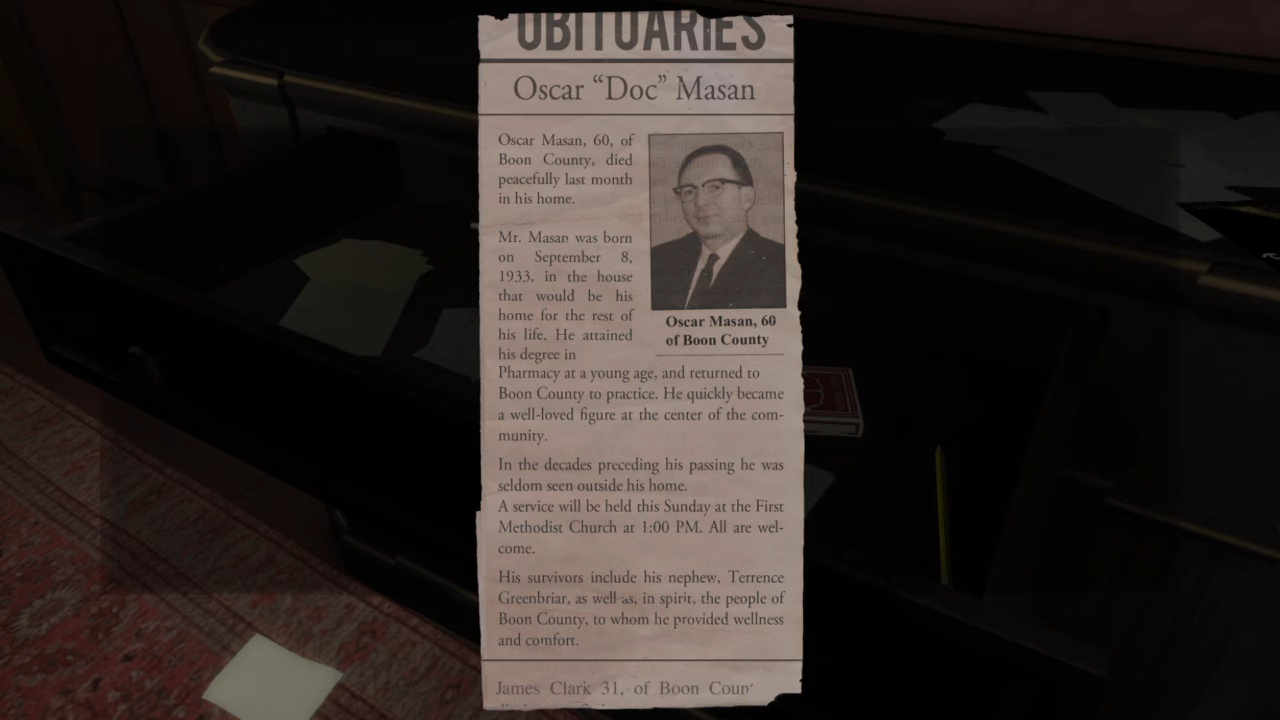 OBITUARIES
Oscar “Doc” Masan
Oscar Masan, 60, of
Boon County, died
peacefully last month
in his home.
Mr. Masan was born
on September 8,
1933, in the house
that would be his
home for the rest of
his life. He attained
his degree in
Pharmacy at a young age, and returned to
Boon County to practice. He quickly became
a well-loved figure at the center of the com-
munity.
Oscar Masan, 60
of Boon County
In the decades preceding his passing he was
seldom seen outside his home.
A service will be held this Sunday at the First
Methodist Church at 1:00 PM. All are wel-
come.
His survivors include his nephew, Terrence
Greenbriar, as well as, in spirit, the people of
Boon County, to whom he provided wellness
and comfort.
James Clark 31, of Boon Coun